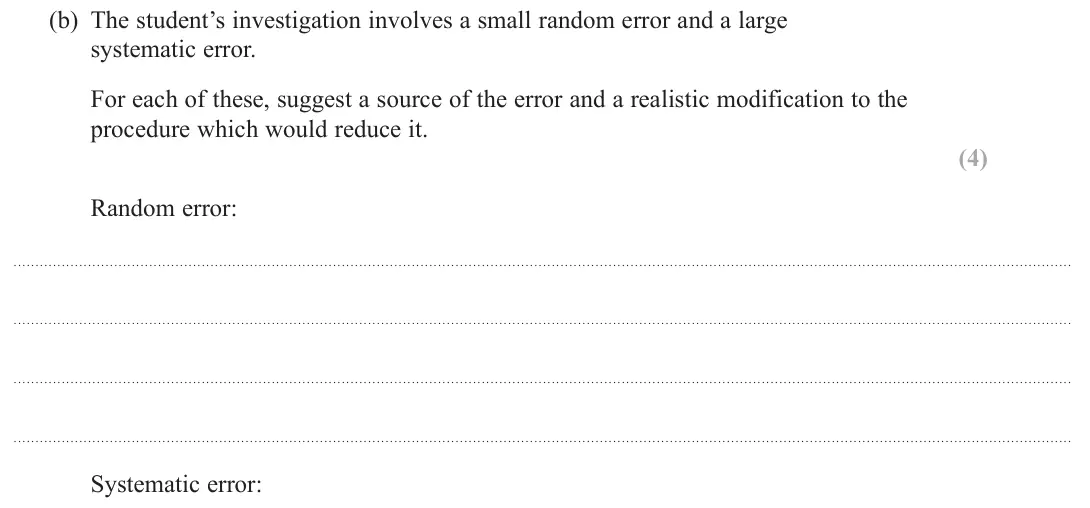 (b) The student’s investigation involves a small random error and a large
systematic error.
For each of these, suggest a source of the error and a realistic modification to the
procedure which would reduce it.
(4)
Random error:
Systematic error: